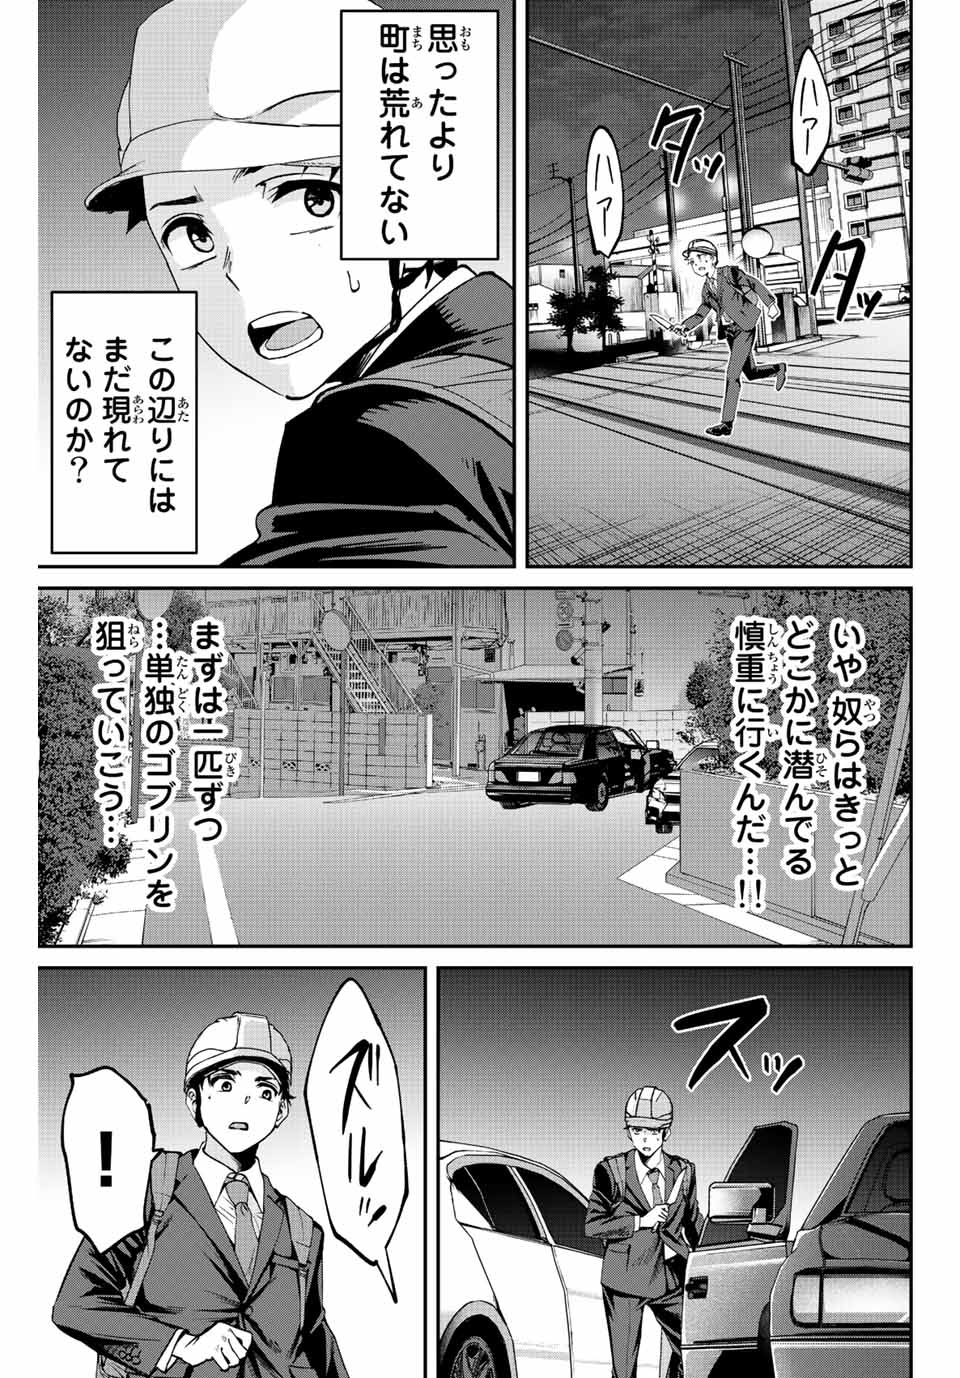 ハァ
ハァ
タッ
タッ
思ったより
町は荒れてない
この辺りには
まだ現れて
ないのか？
いや 奴らはきっと
どこかに潜んでる
慎重に行くんだ…!!
まずは一匹ずつ
…単独のゴブリンを
狙っていこう…
スッ
ズル
！